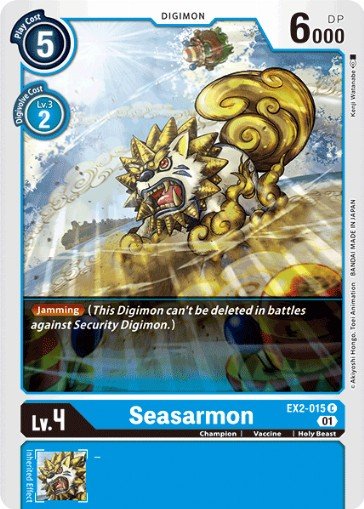 DIGIMON
Play Cost
5
6000
DP
Digivolve Cost
Lv.3
2
Kenji Watanabe
Jamming (This Digimon can't be deleted in battles
against Security Digimon.)
© Akiyoshi Hongo, Toei Animation BANDAI MADE IN JAPAN
Lv.4
Seasarmon
EX2-015 C
01
Champion | Vaccine | Holy Beast
Inherited Effect
–